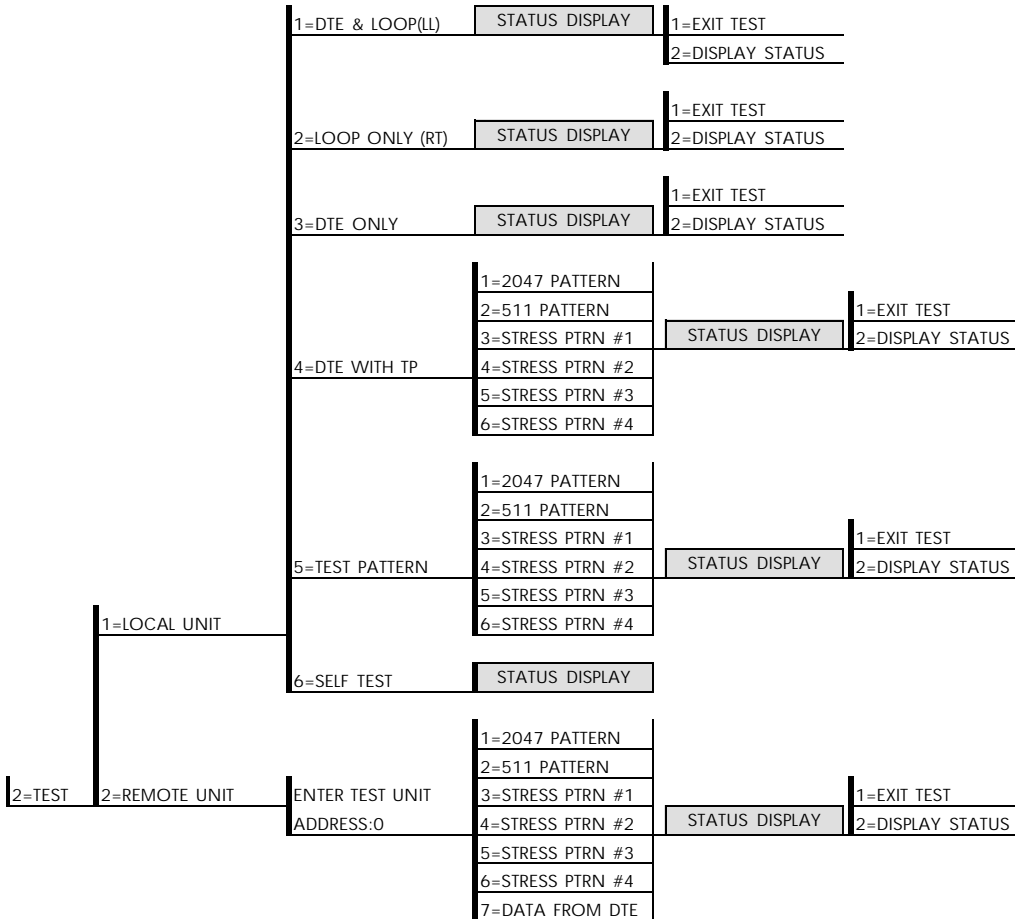 1=DTE & LOOP(LL)
STATUS DISPLAY
1=EXIT TEST
2=DISPLAY STATUS
2=LOOP ONLY (RT)
STATUS DISPLAY
1=EXIT TEST
2=DISPLAY STATUS
3=DTE ONLY
STATUS DISPLAY
1=EXIT TEST
2=DISPLAY STATUS
4=DTE WITH TP
1=2047 PATTERN
2=511 PATTERN
3=STRESS PTRN #1
4=STRESS PTRN #2
5=STRESS PTRN #3
6=STRESS PTRN #4
STATUS DISPLAY
1=EXIT TEST
2=DISPLAY STATUS
5=TEST PATTERN
1=2047 PATTERN
2=511 PATTERN
3=STRESS PTRN #1
4=STRESS PTRN #2
5=STRESS PTRN #3
6=STRESS PTRN #4
STATUS DISPLAY
1=EXIT TEST
2=DISPLAY STATUS
1=LOCAL UNIT
6=SELF TEST
STATUS DISPLAY
2=TEST
2=REMOTE UNIT
ENTER TEST UNIT
ADDRESS:0
1=2047 PATTERN
2=511 PATTERN
3=STRESS PTRN #1
4=STRESS PTRN #2
5=STRESS PTRN #3
6=STRESS PTRN #4
7=DATA FROM DTE
STATUS DISPLAY
1=EXIT TEST
2=DISPLAY STATUS